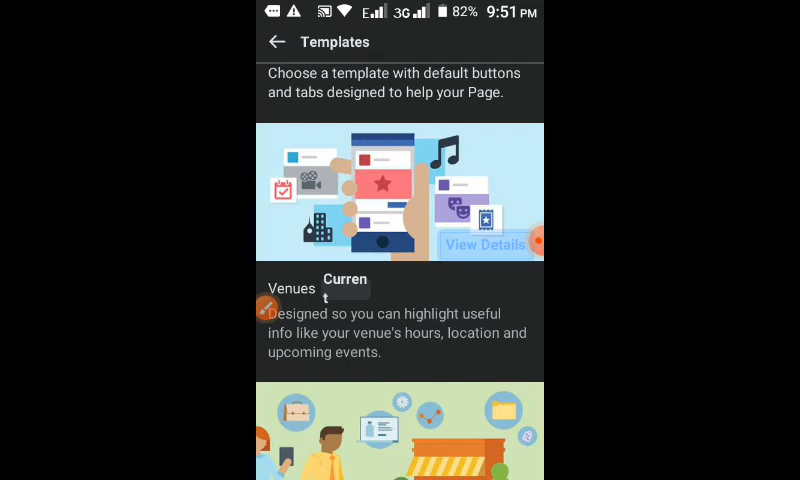 E 3G 82% 9:51 PM
Templates
Choose a template with default buttons
and tabs designed to help your Page.
View Details
Venues Curren
t
Designed so you can highlight useful
info like your venue's hours, location and
upcoming events.